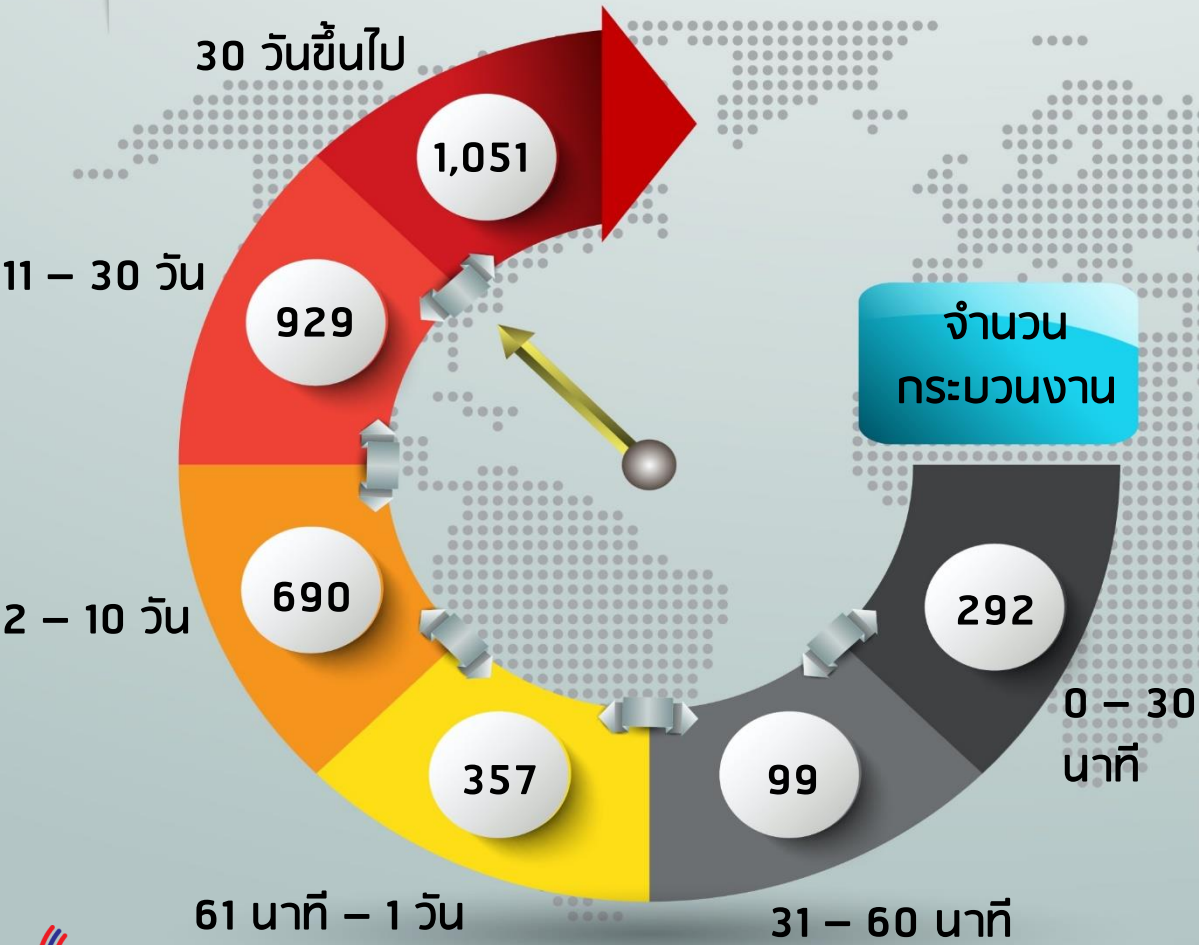 30 วันขึ้นไป
1,051
11 – 30 วัน
929
จำนวน
กระบวนงาน
690
2 – 10 วัน
292
0 – 30
นาที
357
99
61 นาที – 1 วัน
31 – 60 นาที